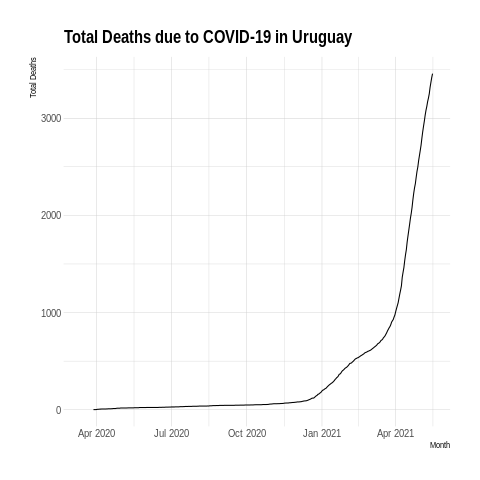 Total Deaths due to COVID-19 in Uruguay
Total Deaths
3000
2000
1000
0
Apr 2020 Jul 2020 Oct 2020 Jan 2021 Apr 2021
Month